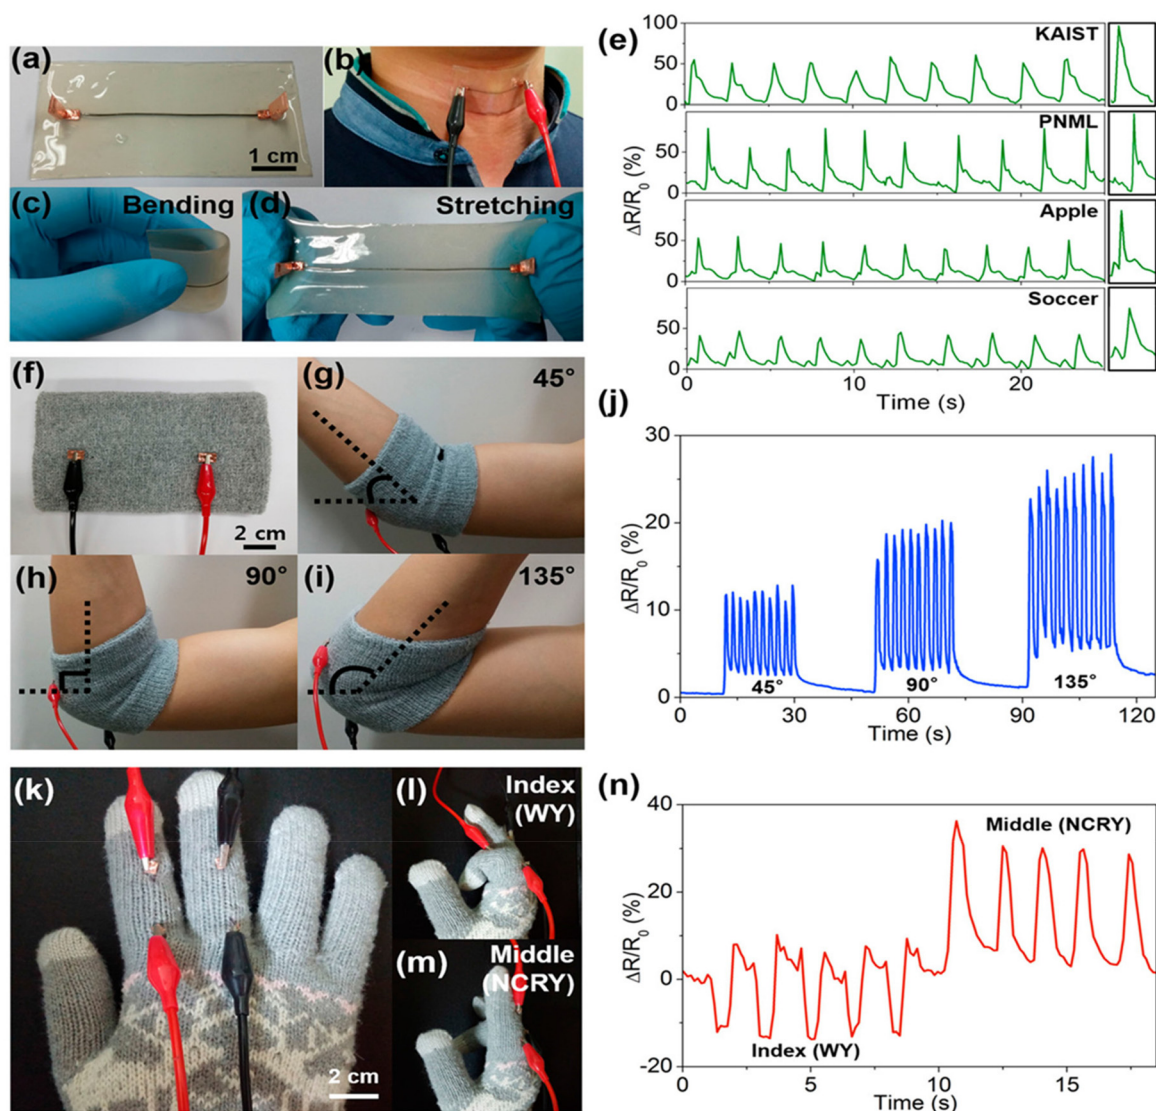 (a)
1 cm
(b)
(c)
Bending
(d)
Stretching
(e)
100
50
0
50
0
50
0
50
0
ΔR/R0 (%)
KAIST
PNML
Apple
Soccer
0
10
20
Time (s)
(f)
2 cm
(g)
45°
(h)
90°
(i)
135°
(j)
30
20
10
0
ΔR/R0 (%)
45°
90°
135°
0
30
60
90
120
Time (s)
(k)
2 cm
(l)
Index
(WY)
(m)
Middle
(NCRY)
(n)
40
20
0
-20
ΔR/R0 (%)
Middle (NCRY)
Index (WY)
0
5
10
15
Time (s)